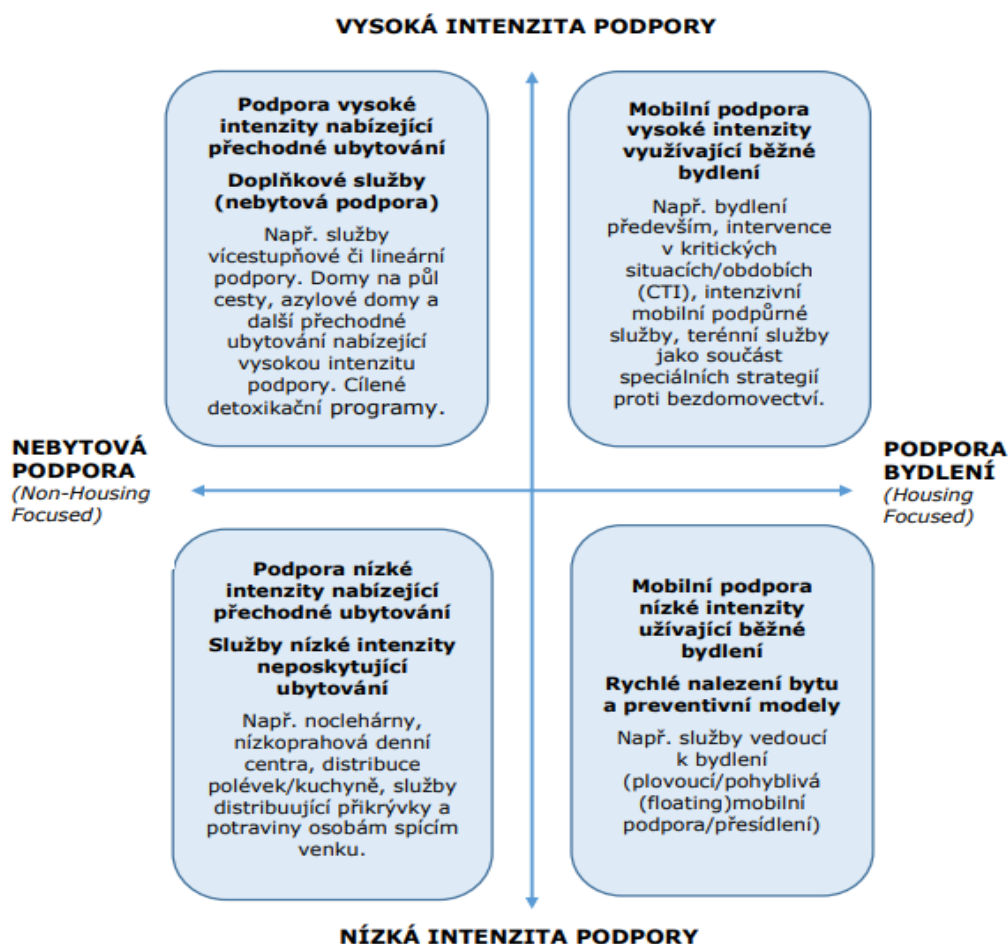 VYSOKÁ INTENZITA PODPORY
Podpora vysoké
intenzity nabízející
přechodné ubytování
Doplňkové služby
(nebytová podpora)
Např. služby
vícestupňové či lineární
podpory. Domy na půl
cesty, azylové domy a
další přechodné
ubytování nabízející
vysokou intenzitu
podpory. Cílené
detoxikační programy.
Mobilní podpora
vysoké intenzity
využívající běžné
bydlení
Např. bydlení
především, intervence
v kritických
situacích/obdobích
(CTI), intenzivní
mobilní podpůrné
služby, terénní služby
jako součást
speciálních strategií
proti bezdomovectví.
NEBYTOVÁ
PODPORA
(Non-Housing
Focused)
PODPORA
BYDLENÍ
(Housing
Focused)
Podpora nízké
intenzity nabízející
přechodné ubytování
Služby nízké intenzity
neposkytující
ubytování
Např. noclehárny,
nízkoprahová denní
centra, distribuce
polévek/kuchyně, služby
distribuující přikrývky a
potraviny osobám spícím
venku.
Mobilní podpora
nízké intenzity
užívající běžné
bydlení
Rychlé nalezení bytu
a preventivní modely
Např. služby vedoucí
k bydlení
(plovoucí/pohyblivá
(floating)mobilní
podpora/přesídlení)
NÍZKÁ INTENZITA PODPORY